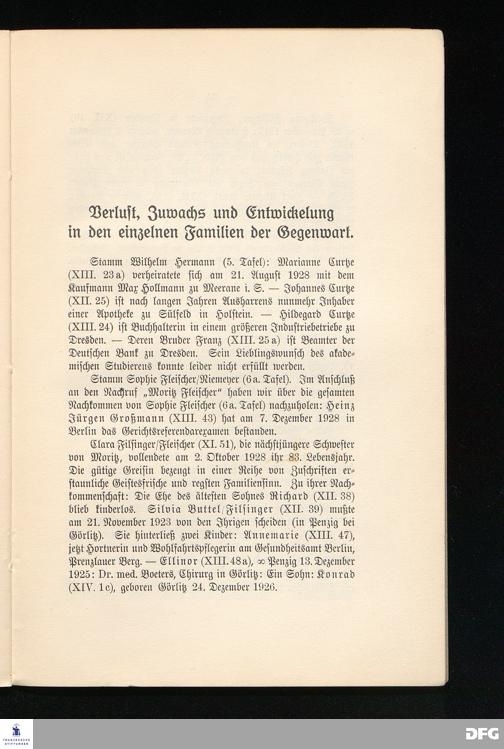 Verlust, Zuwachs und Entwickelung
in den einzelnen Familien der Gegenwart.
Stamm Wilhelm Hermann (5. Tafel): Marianne Curtze
(XIII. 23 a) verheiratete sich am 21. August 1928 mit dem
Kaufmann Max Hollmann zu Meerane i. S. — Johannes Curtze
(XII. 25) ist nach langen Jahren Ausharrens nunmehr Inhaber
einer Apotheke zu Sülfeld in Holstein. — Hildegard Curtze
(XIII. 24) ist Buchhalterin in einem größeren Industriebetriebe zu
Dresden. — Deren Bruder Franz (XIII. 25 a) ist Beamter der
Deutschen Bank zu Dresden. Sein Lieblingswunsch des akade-
mischen Studierens konnte leider nicht erfüllt werden.
Stamm Sophie Fleischer/Niemeyer (6 a. Tafel). Im Anschluß
an den Nachruf „Moritz Fleischer“ haben wir über die gesamten
Nachkommen von Sophie Fleischer (6 a. Tafel) nachzuholen: Heinz
Jürgen Großmann (XIII. 43) hat am 7. Dezember 1928 in
Berlin das Gerichtsreferendarexamen bestanden.
Clara Filsinger/Fleischer (XI. 51), die nächstjüngere Schwester
von Moritz, vollendete am 2. Oktober 1928 ihr 83. Lebensjahr.
Die gütige Greisin bezeugt in einer Reihe von Zuschriften er-
staunliche Geistesfrische und regsten Familiensinn. Zu ihrer Nach-
kommenschaft: Die Ehe des ältesten Sohnes Richard (XII. 38)
blieb kinderlos. Silvia Buttel/Filsinger (XII. 39) mußte
am 21. November 1923 von den Ihrigen scheiden (in Penzig bei
Görlitz). Sie hinterließ zwei Kinder: Annemarie (XIII. 47),
jetzt Hortnerin und Wohlfahrtspflegerin am Gesundheitsamt Berlin,
Prenzlauer Berg. — Ellinor (XIII. 48 a), ∞ Penzig 13. Dezember
1925: Dr. med. Boeters, Chirurg in Görlitz: Ein Sohn: Konrad
(XIV. 1 c), geboren Görlitz 24. Dezember 1926.
FRANCKESCHE
STIFTUNGEN
DFG